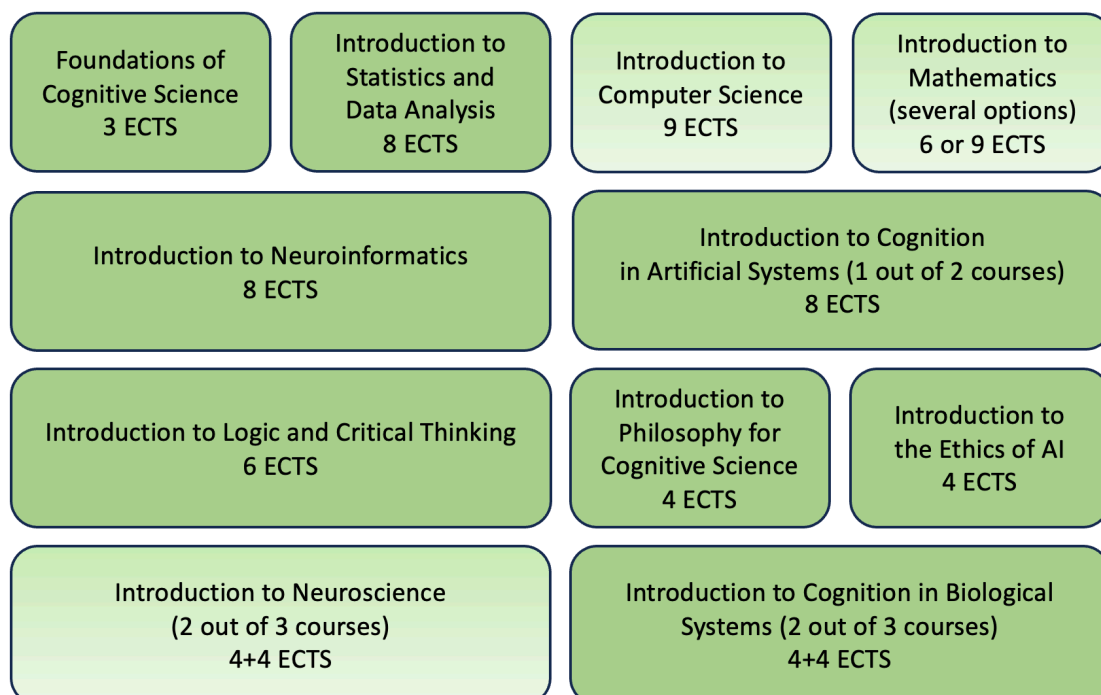 Foundations of
Cognitive Science
3 ECTS
Introduction to
Statistics and
Data Analysis
8 ECTS
Introduction to
Computer Science
9 ECTS
Introduction to
Mathematics
(several options)
6 or 9 ECTS
Introduction to Neuroinformatics
8 ECTS
Introduction to Cognition
in Artificial Systems (1 out of 2 courses)
8 ECTS
Introduction to Logic and Critical Thinking
6 ECTS
Introduction to
Philosophy for
Cognitive Science
4 ECTS
Introduction to
the Ethics of AI
4 ECTS
Introduction to Neuroscience
(2 out of 3 courses)
4+4 ECTS
Introduction to Cognition in Biological
Systems (2 out of 3 courses)
4+4 ECTS